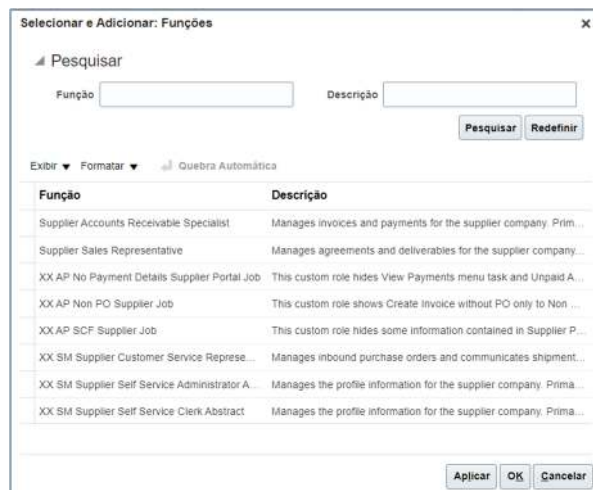 Selecionar e Adicionar: Funções
Pesquisar
Função
Descrição
Pesquisar Redefinir
Exibir Formatar Quebra Automática
Função Descrição
Supplier Accounts Receivable Specialist Manages invoices and payments for the supplier company. Prim...
Supplier Sales Representative Manages agreements and deliverables for the supplier company...
XX AP No Payment Details Supplier Portal Job This custom role hides View Payments menu task and Unpaid A...
XX AP Non PO Supplier Job This custom role shows Create Invoice without PO only to Non ...
XX AP SCF Supplier Job This custom role hides some information contained in Supplier P...
XX SM Supplier Customer Service Represe... Manages inbound purchase orders and communicates shipment...
XX SM Supplier Self Service Administrator A... Manages the profile information for the supplier company. Prima...
XX SM Supplier Self Service Clerk Abstract Manages the profile information for the supplier company. Prima...
Aplicar OK Cancelar